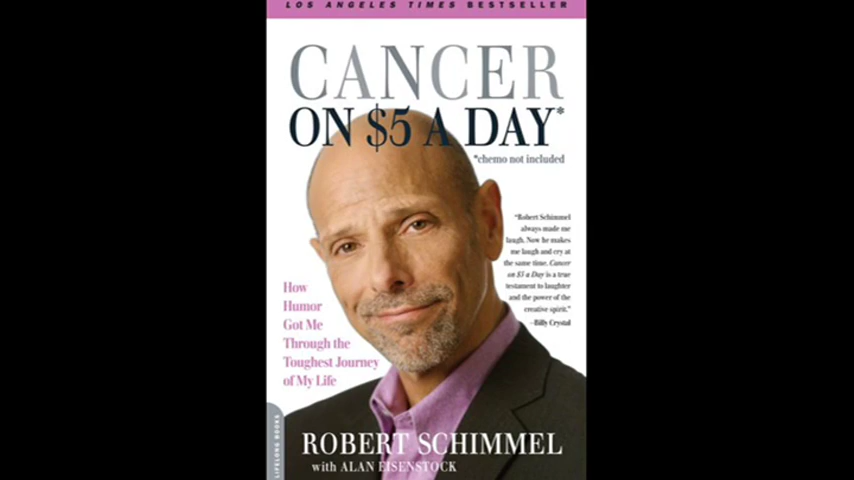 LOS ANGELES TIMES BESTSELLER
CANCER
ON $5 A DAY*
*chemo not included
"Robert Schimmel
always made me
laugh. Now he makes
me laugh and cry at
the same time. Cancer
on $5 a Day is a true
testament to laughter
and the power of the
creative spirit."
—Billy Crystal
How
Humor
Got Me
Through the
Toughest Journey
of My Life
LIFELONG BOOKS
ROBERT SCHIMMEL
with ALAN EISENSTOCK